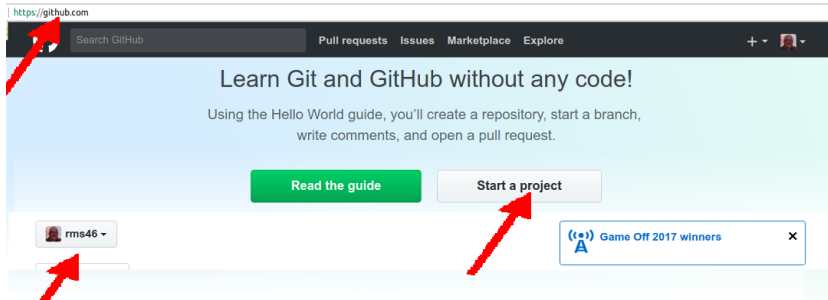 https://github.com
Search GitHub Pull requests Issues Marketplace Explore
Learn Git and GitHub without any code!
Using the Hello World guide, you’ll create a repository, start a branch,
write comments, and open a pull request.
Read the guide Start a project
rms46 Game Off 2017 winners